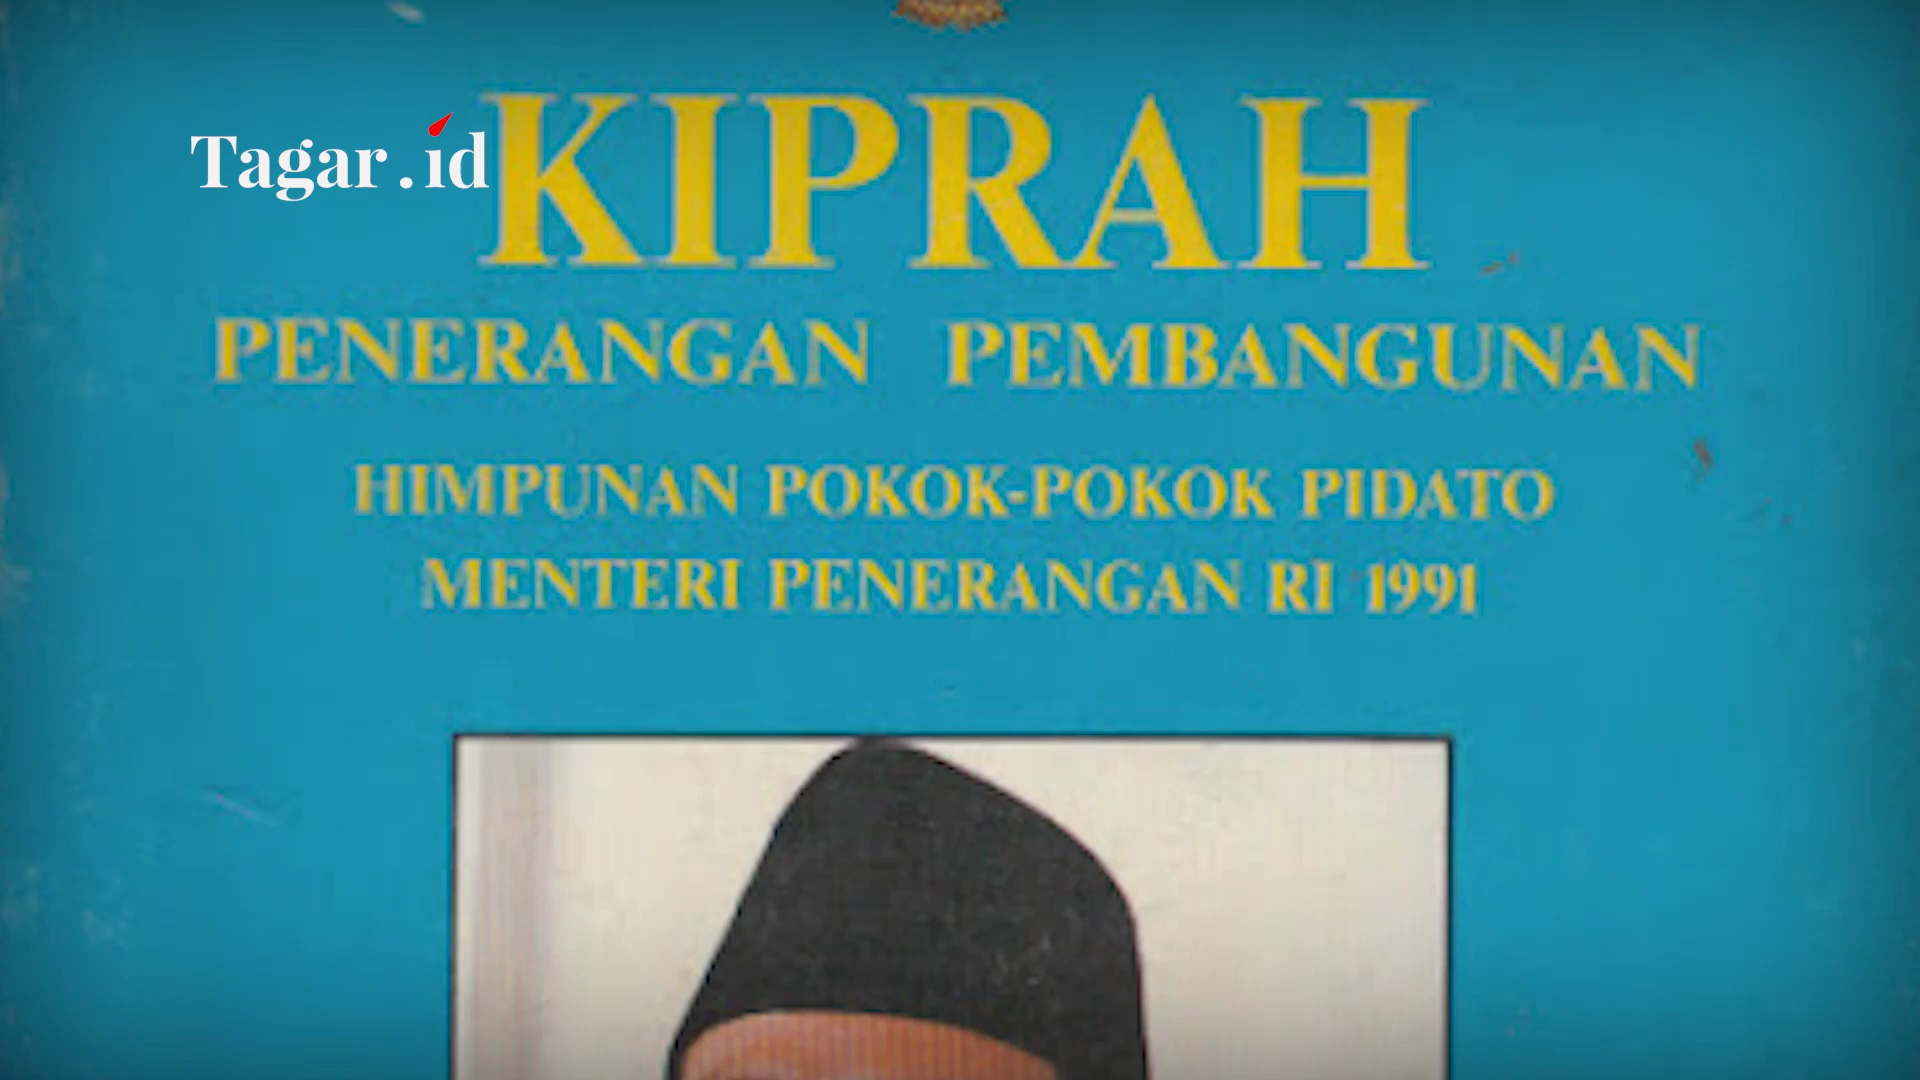 Tagar.id
KIPRAH
PENERANGAN PEMBANGUNAN
HIMPUNAN POKOK-POKOK PIDATO
MENTERI PENERANGAN RI 1991